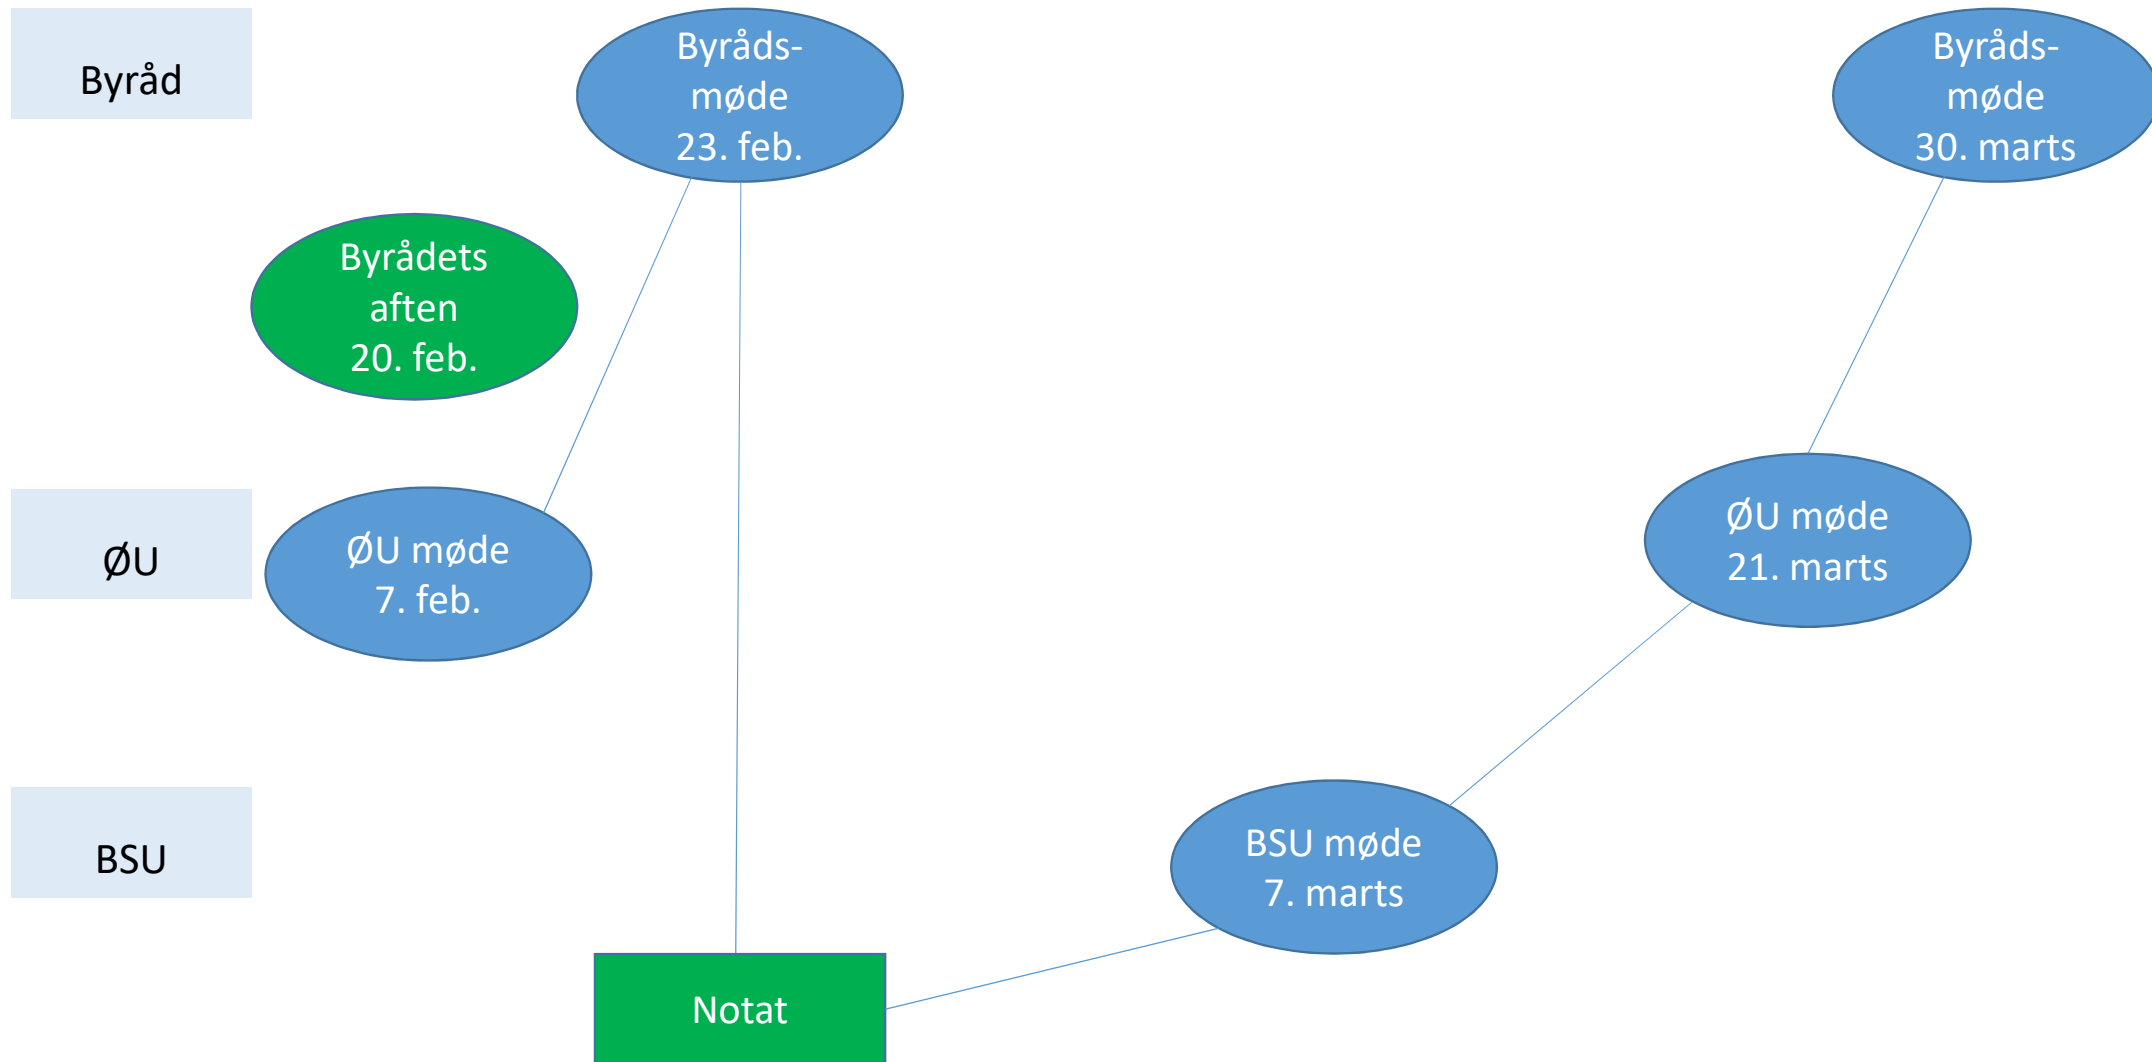 Byråd
Byråds-
møde
23. feb.
Byråds-
møde
30. marts
Byrådets
aften
20. feb.
ØU
ØU møde
7. feb.
ØU møde
21. marts
BSU
BSU møde
7. marts
Notat